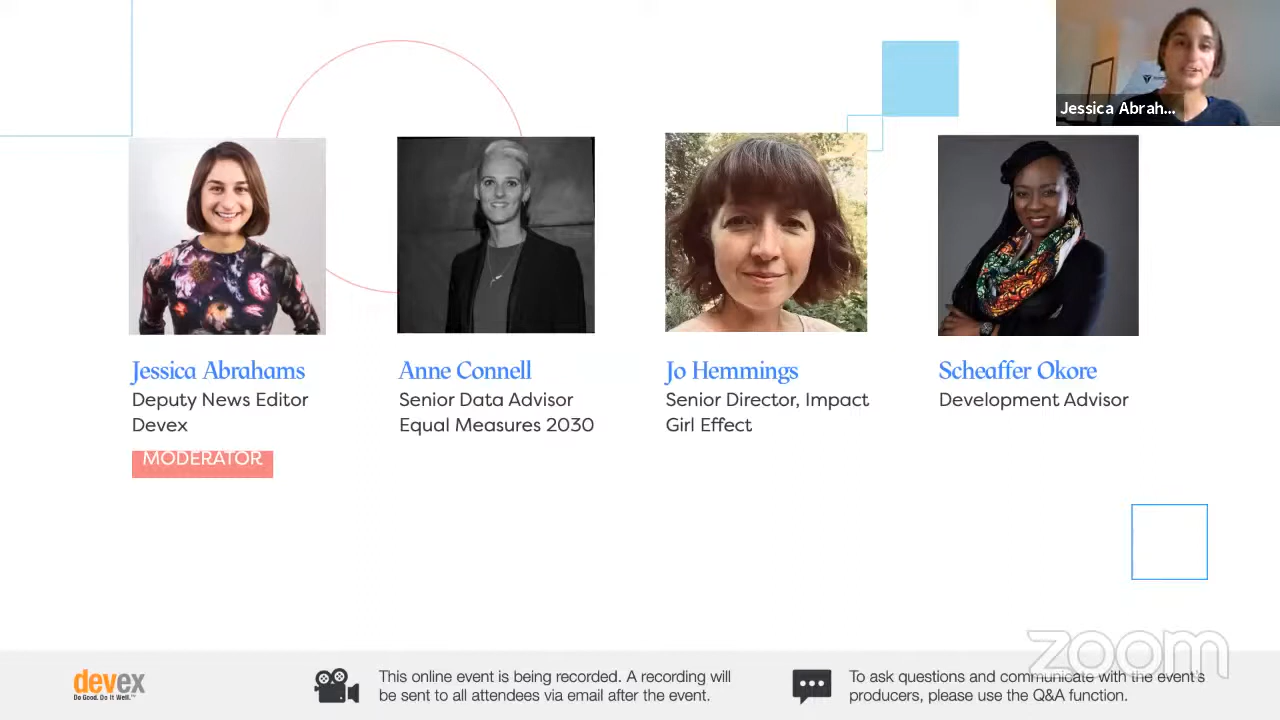 Jessica Abrah...
Jessica Abrahams
Deputy News Editor
Devex
MODERATOR
Anne Connell
Senior Data Advisor
Equal Measures 2030
Jo Hemmings
Senior Director, Impact
Girl Effect
Scheaffer Okore
Development Advisor
devex
Do Good. Do It Well.™
This online event is being recorded. A recording will
be sent to all attendees via email after the event.
To ask questions and communicate with the event's
producers, please use the Q&A function.
zoom